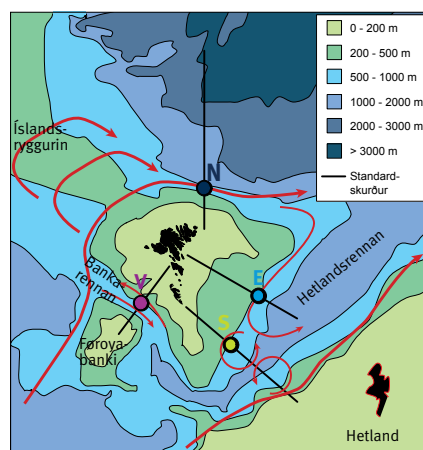 0 - 200 m
200 - 500 m
500 - 1000 m
1000 - 2000 m
2000 - 3000 m
> 3000 m
Standard-
skurður
Íslands-
ryggurin
N
Banka-
rennan
V
E
Hetlandsrennan
S
Føroya-
banki
Hetland